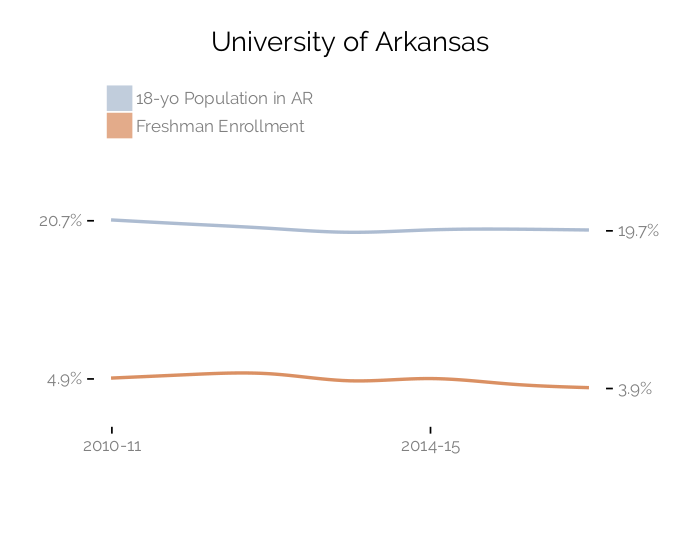 University of Arkansas
18-yo Population in AR
Freshman Enrollment
20.7%
19.7%
4.9%
3.9%
2010-11
2014-15